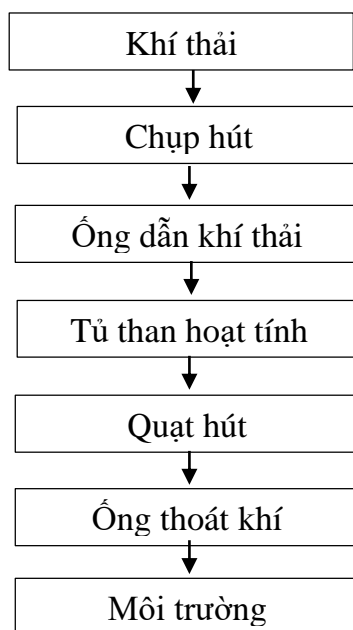 Khí thải
Chụp hút
Ống dẫn khí thải
Tủ than hoạt tính
Quạt hút
Ống thoát khí
Môi trường